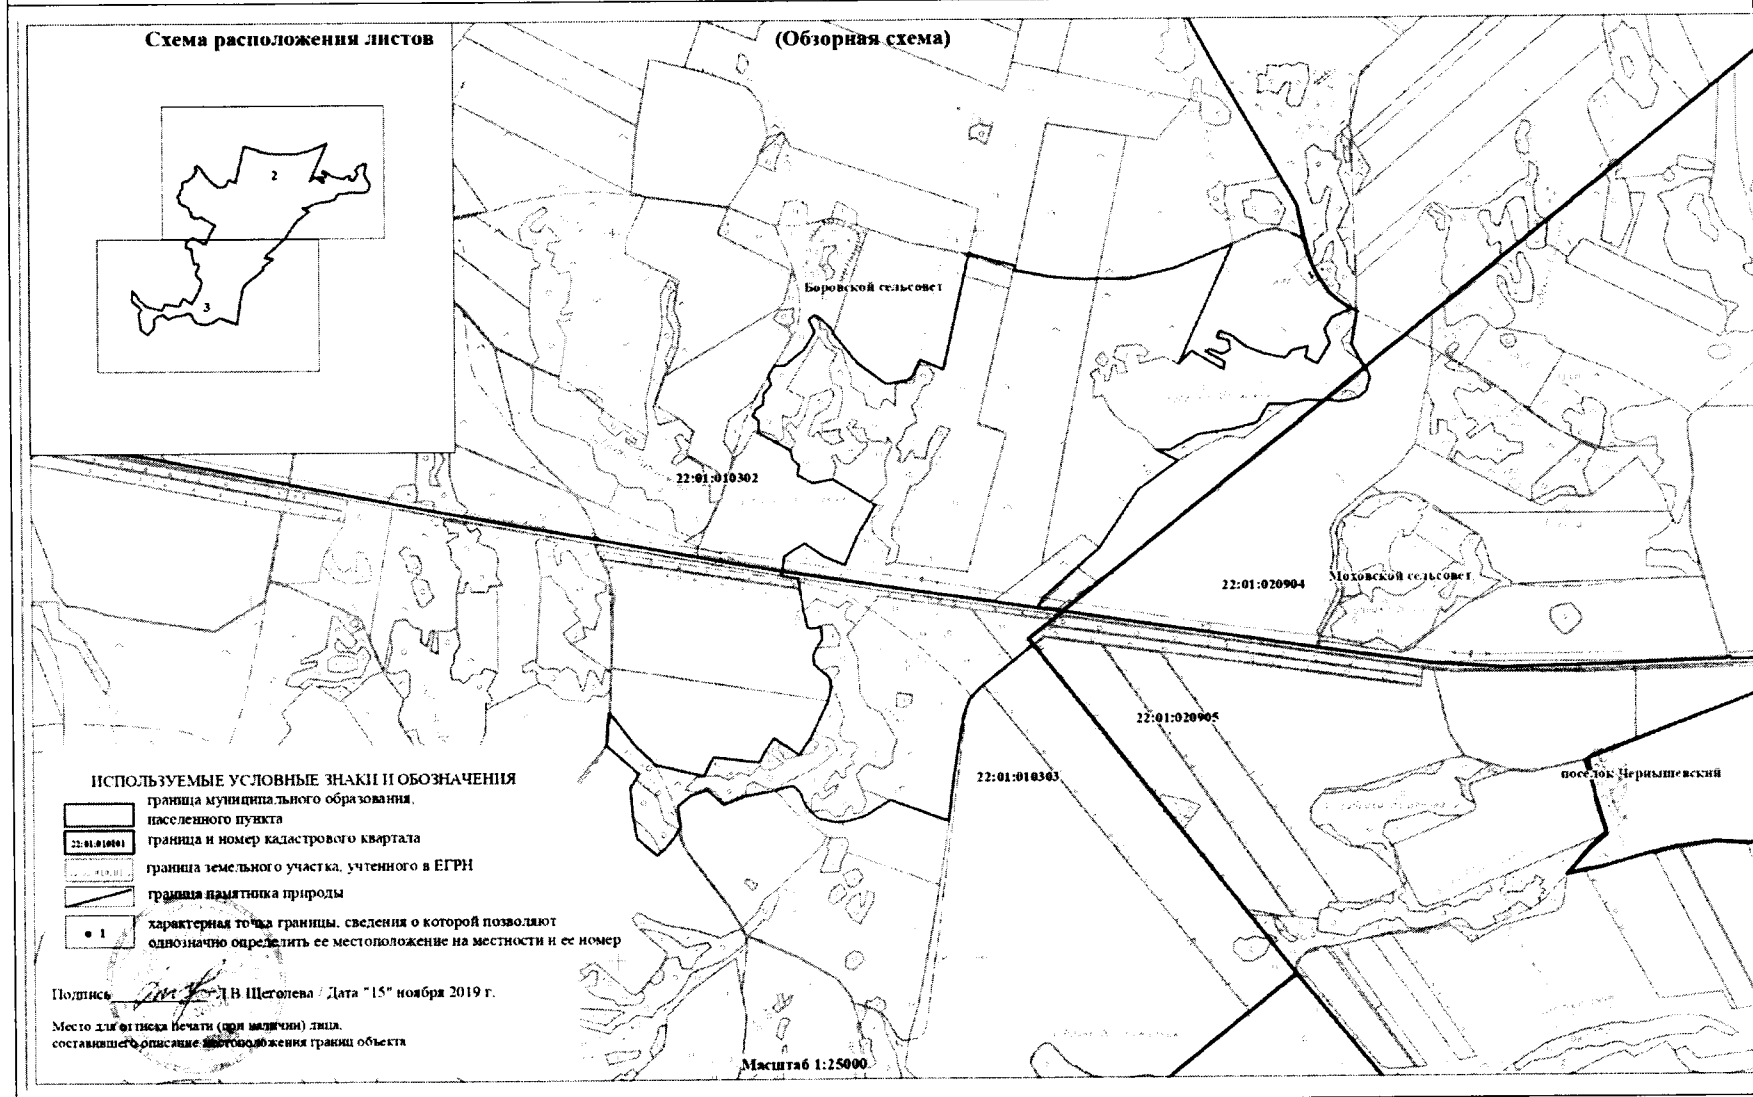 Схема расположения листов
(Обзорная схема)
2
3
Боровской сельсовет
22:01:010302
22:01:020904
Моховской сельсовет
22:01:020905
22:01:010303
поселок Чернышевский
ИСПОЛЬЗУЕМЫЕ УСЛОВНЫЕ ЗНАКИ И ОБОЗНАЧЕНИЯ
граница муниципального образования,
населенного пункта
22:01:010101 граница и номер кадастрового квартала
граница земельного участка, учтенного в ЕГРН
граница памятника природы
1 характерная точка границы, сведения о которой позволяют
однозначно определить ее местоположение на местности и ее номер
Подпись Л.В Щеголева / Дата "15" ноября 2019 г.
Место для оттиска печати (при наличии) лица,
составившего описание местоположения границ объекта
Масштаб 1:25000